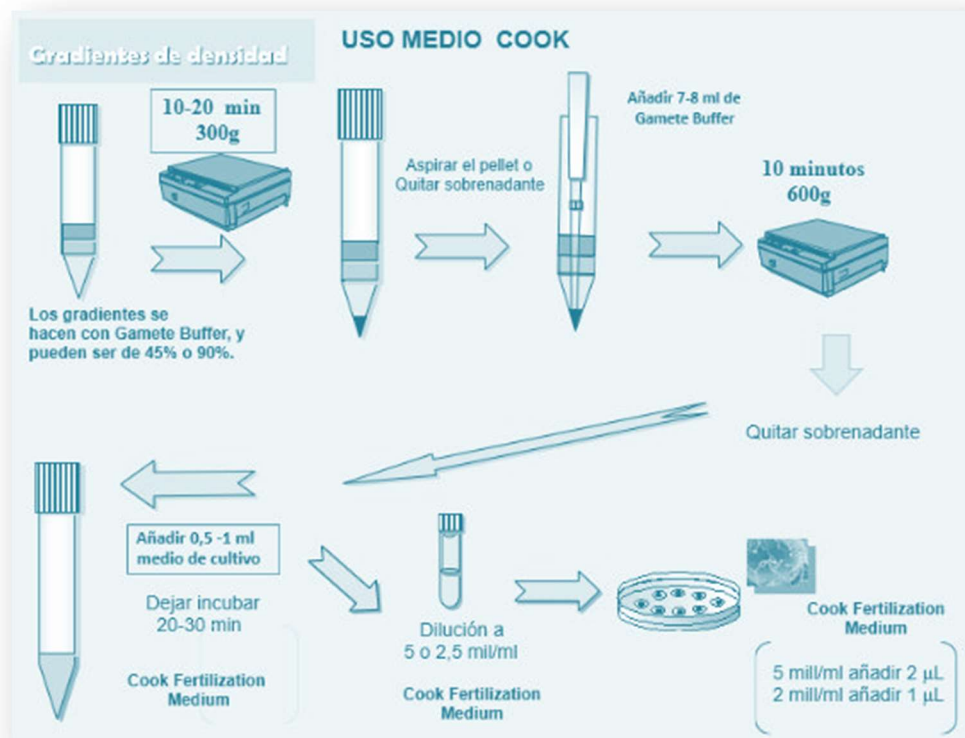 Gradientes de densidad
USO MEDIO COOK
10-20 min
300g
Los gradientes se
hacen con Gamete Buffer, y
pueden ser de 45% o 90%.
Aspirar el pellet o
Quitar sobrenadante
Añadir 7-8 ml de
Gamete Buffer
10 minutos
600g
Quitar sobrenadante
Añadir 0,5 -1 ml
medio de cultivo
Dejar incubar
20-30 min
Cook Fertilization
Medium
Dilución a
5 o 2,5 mil/ml
Cook Fertilization
Medium
Cook Fertilization
Medium
5 mill/ml añadir 2 µL
2 mill/ml añadir 1 µL